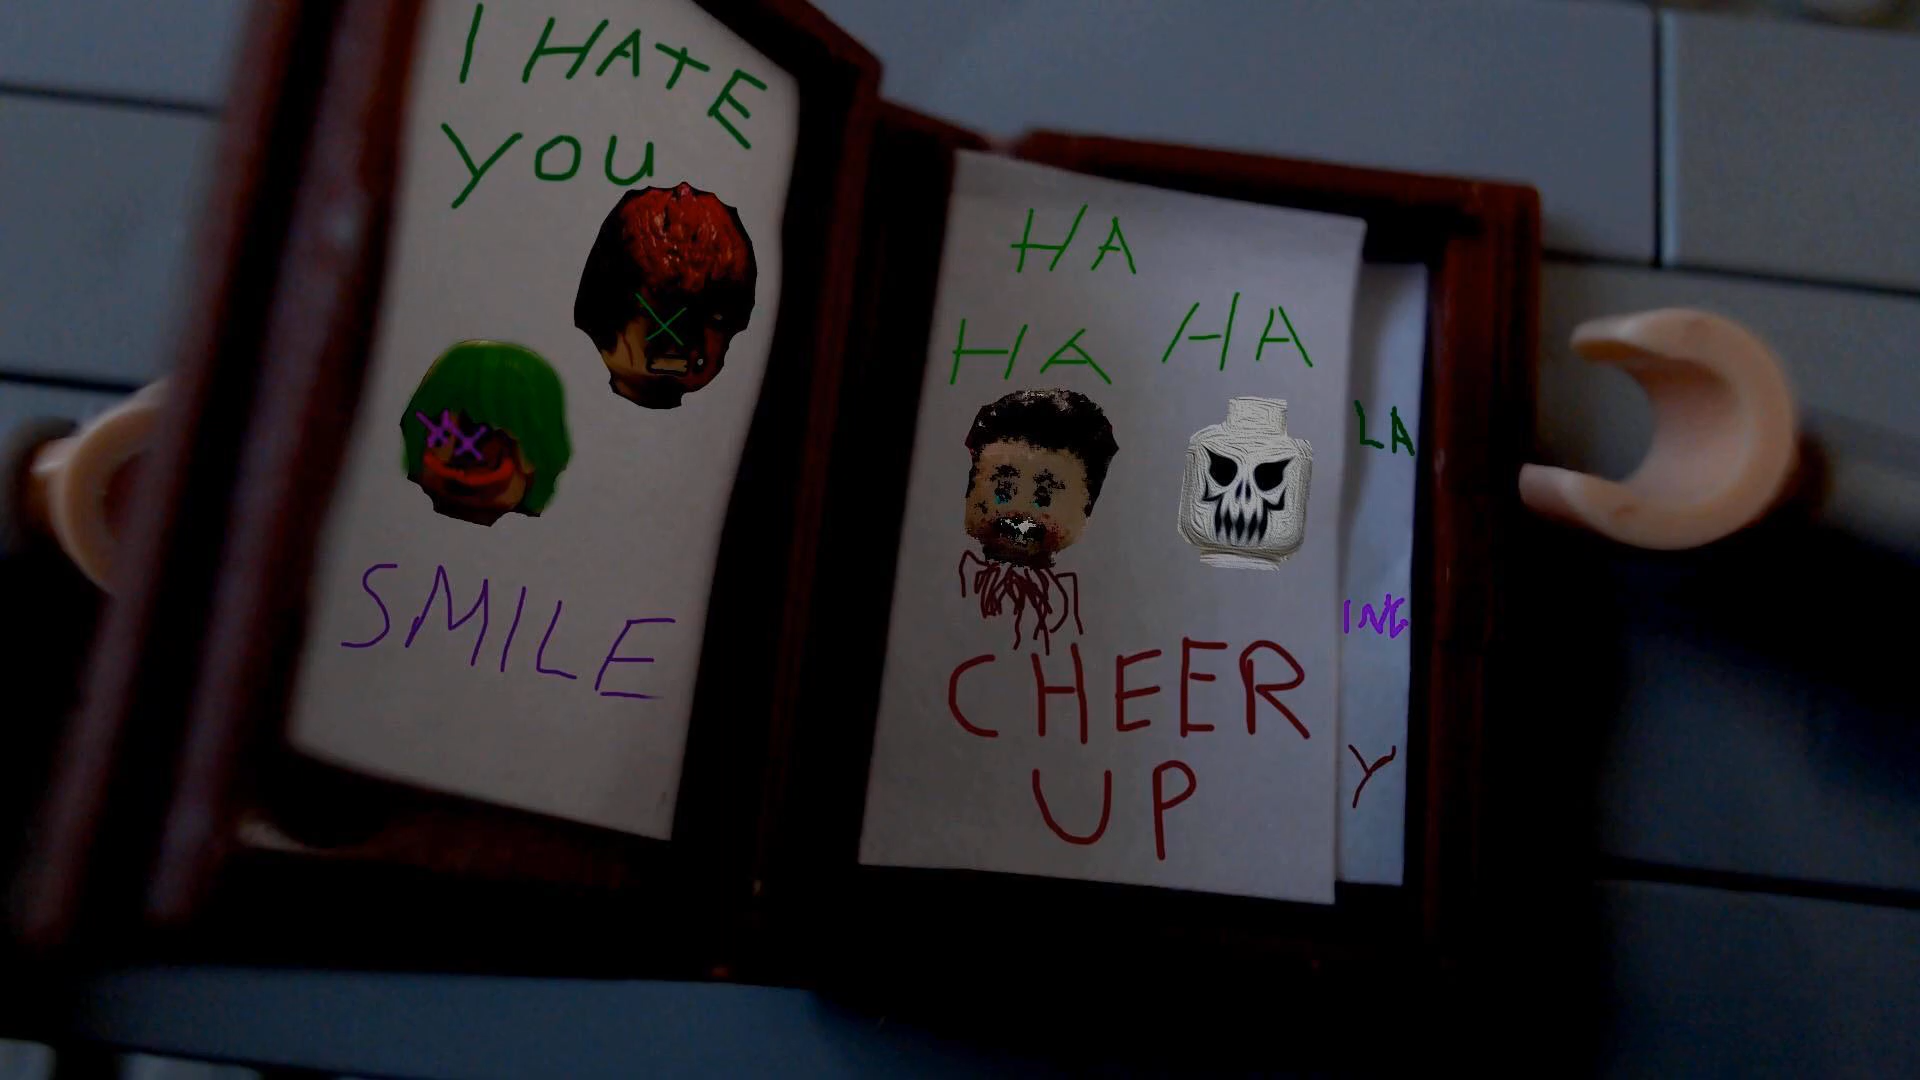 I HATE
YOU
SMILE
HA
HA HA
CHEER
UP
LA
ING
Y